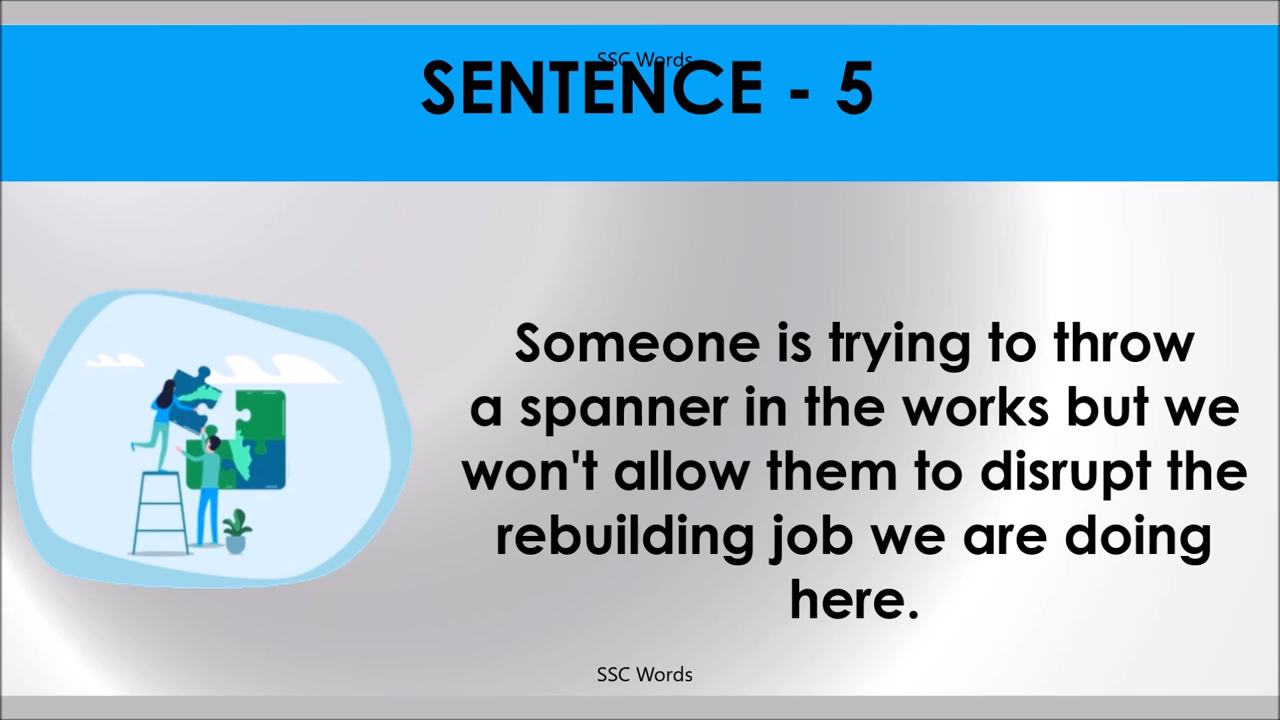 SSC Words
SENTENCE - 5
Someone is trying to throw
a spanner in the works but we
won't allow them to disrupt the
rebuilding job we are doing
here.
SSC Words